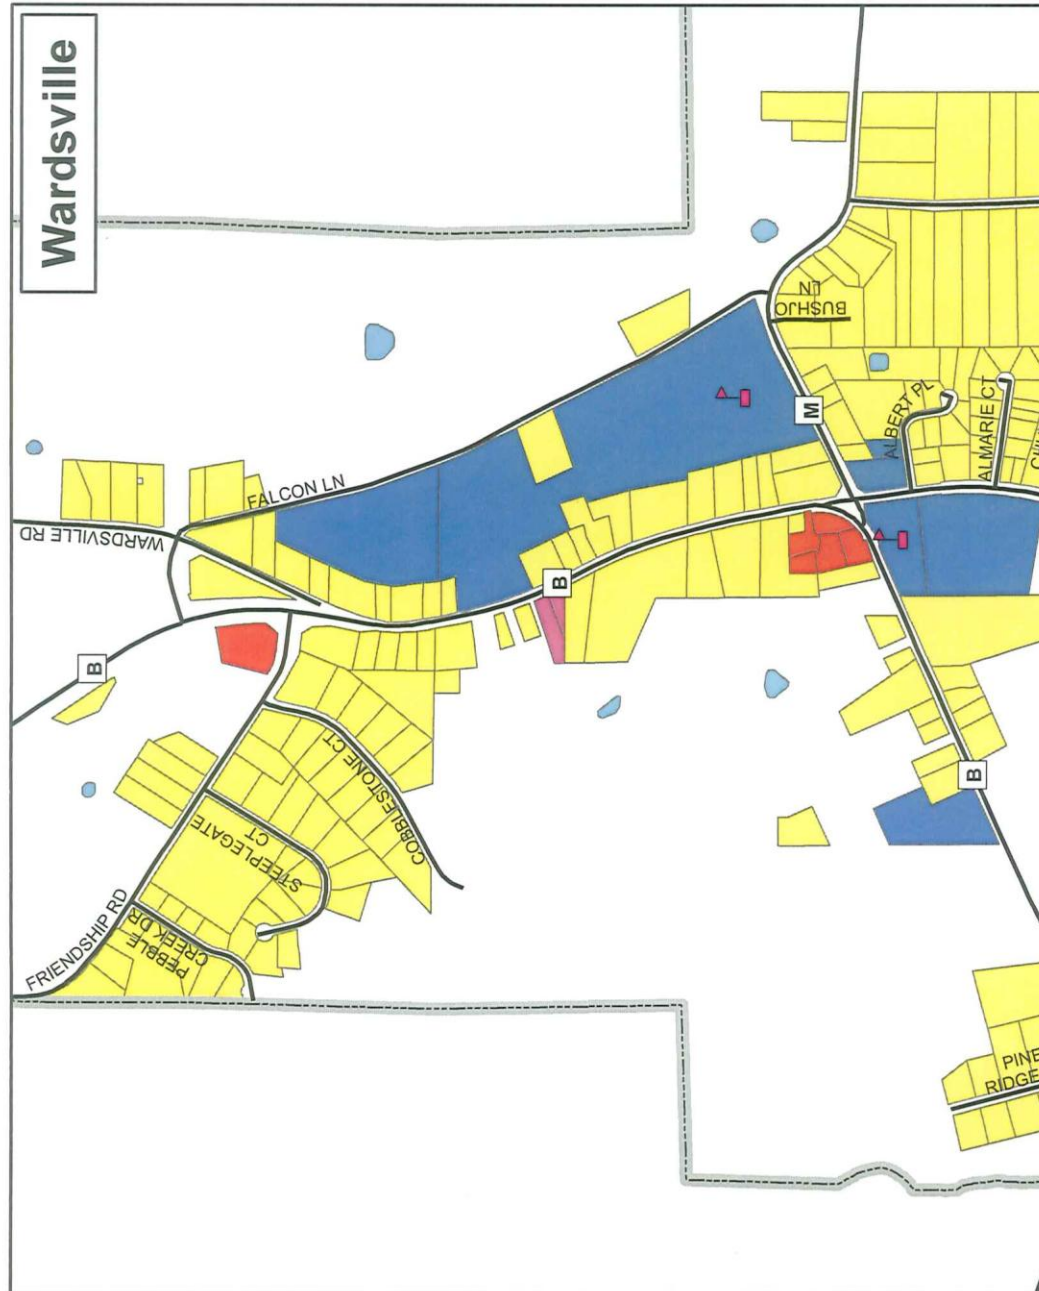 Wardsville
WARDSVILLE RD
FALCON LN
B
FRIENDSHIP RD
PEBBLE
CREEK DR
STEEPLEGATE
CT
COBBLESTONE CT
B
BUSHJO
LN
M
ALBERT PL
ALMARIE CT
B
PINE
RIDGE